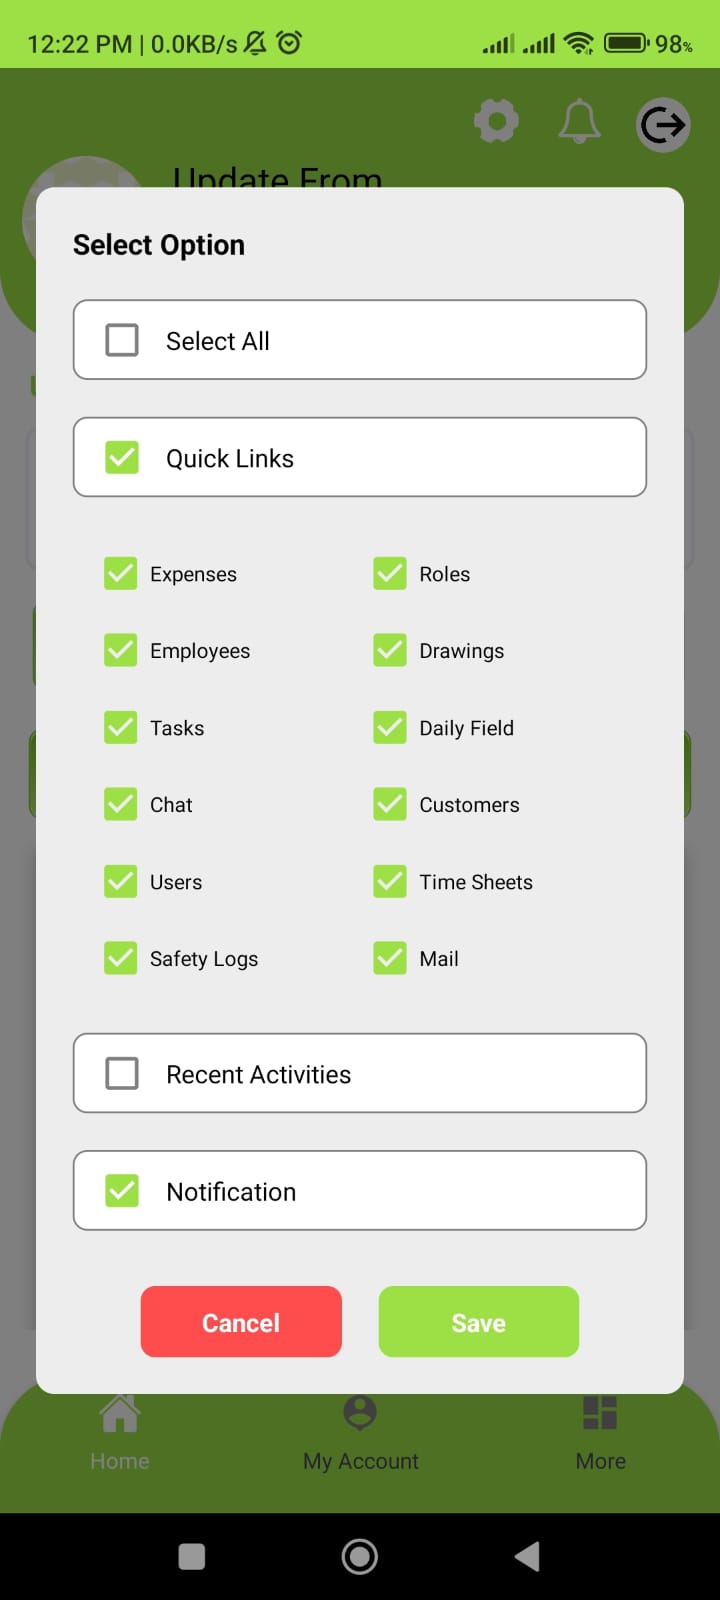 12:22 PM | 0.0KB/s 98%
Update From
Select Option
Select All
Quick Links
Expenses Roles
Employees Drawings
Tasks Daily Field
Chat Customers
Users Time Sheets
Safety Logs Mail
Recent Activities
Notification
Cancel Save
Home My Account More